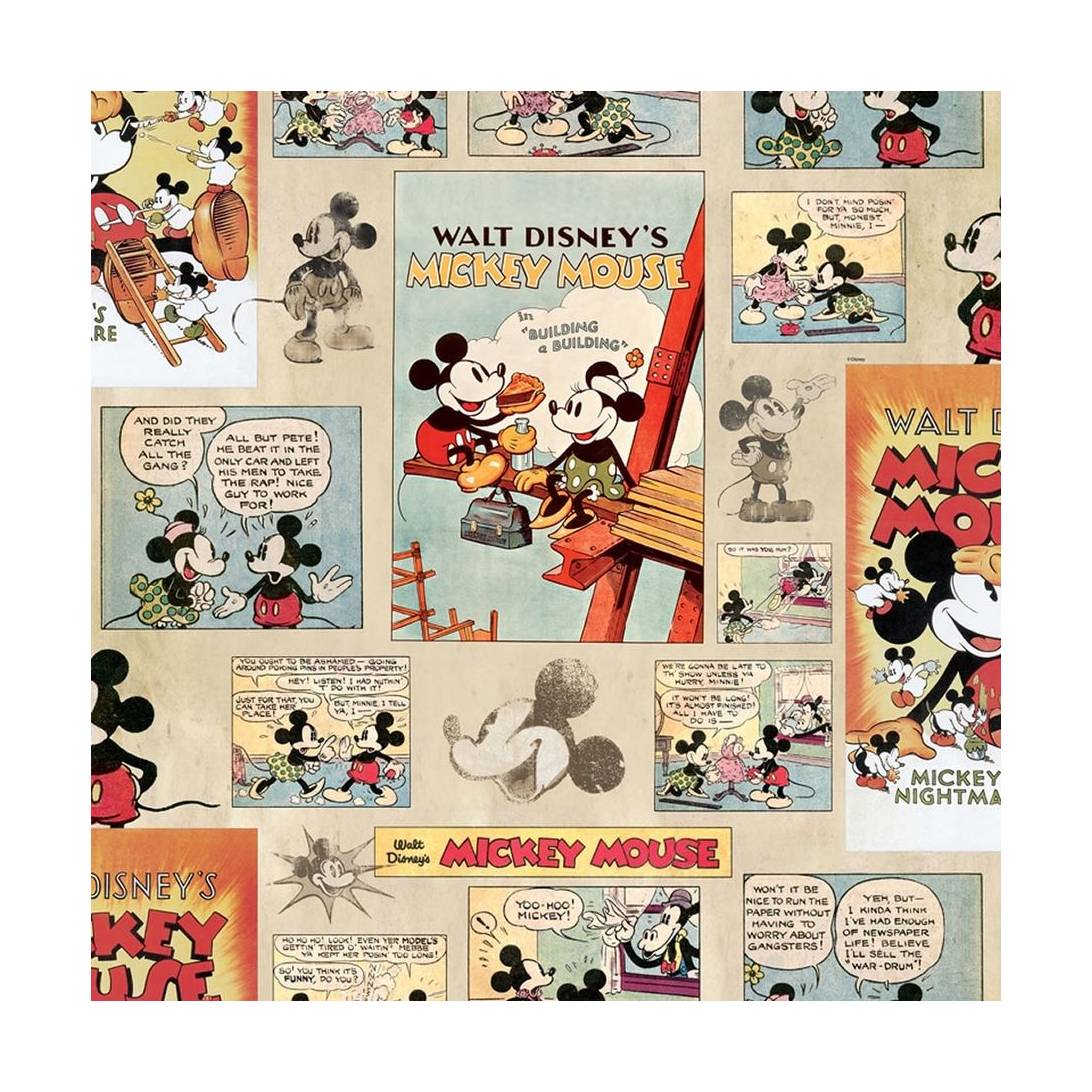 I DON'T MIND POSIN'
FOR YA SO MUCH,
BUT, HONEST,
MINNIE, I —
WALT DISNEY'S
MICKEY MOUSE
in
"BUILDING
a BUILDING"
'S
RE
©Disney
WALT D
MIC
MOU
AND DID THEY
REALLY
CATCH
ALL THE
GANG?
ALL BUT PETE!
HE BEAT IT IN THE
ONLY CAR AND LEFT
HIS MEN TO TAKE
THE RAP! NICE
GUY TO WORK
FOR!
SO IT WAS YOU, HUH?
YOU OUGHT TO BE ASHAMED — GOING
AROUND POKING PINS IN PEOPLE'S PROPERTY!
HEY! LISTEN! I HAD NUTHIN'
T' DO WITH IT!
JUST FOR THAT, YOU
CAN TAKE HER
PLACE!
BUT, MINNIE, I TELL
YA, I —
WE'RE GONNA BE LATE TO
TH' SHOW UNLESS YA
HURRY, MINNIE!
IT WON'T BE LONG!
IT'S ALMOST FINISHED!
ALL I HAVE TO
DO IS —
MICKEY
NIGHTMA
Walt
Disney's
MICKEY MOUSE
DISNEY'S
KEY
USE
YOO-HOO!
MICKEY!
!
WON'T IT BE
NICE TO RUN THE
PAPER WITHOUT
HAVING TO
WORRY ABOUT
GANGSTERS!
YEH, BUT—
I KINDA THINK
I'VE HAD ENOUGH
OF NEWSPAPER
LIFE! BELIEVE
I'LL SELL THE
"WAR-DRUM"!
HO HO HO! LOOK! EVEN YER MODEL'S
GETTIN' TIRED O' WAITIN'! MEBBE
YA KEPT HER POSIN' TOO LONG!
SO! YOU THINK IT'S
FUNNY, DO YOU?